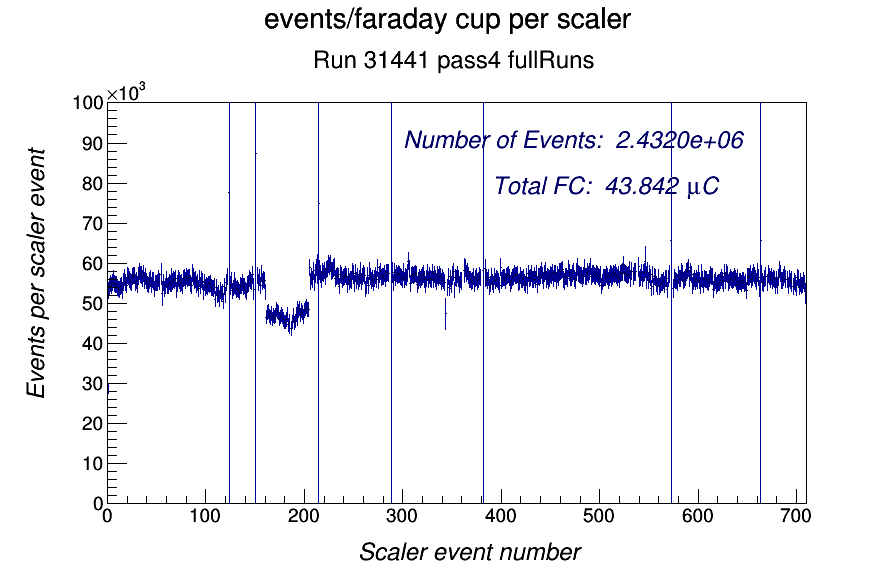 events/faraday cup per scaler
Run 31441 pass4 fullRuns
×10³
100
90
80
70
60
50
40
30
20
10
0
Events per scaler event
Number of Events: 2.4320e+06
Total FC: 43.842 μC
0 100 200 300 400 500 600 700
Scaler event number